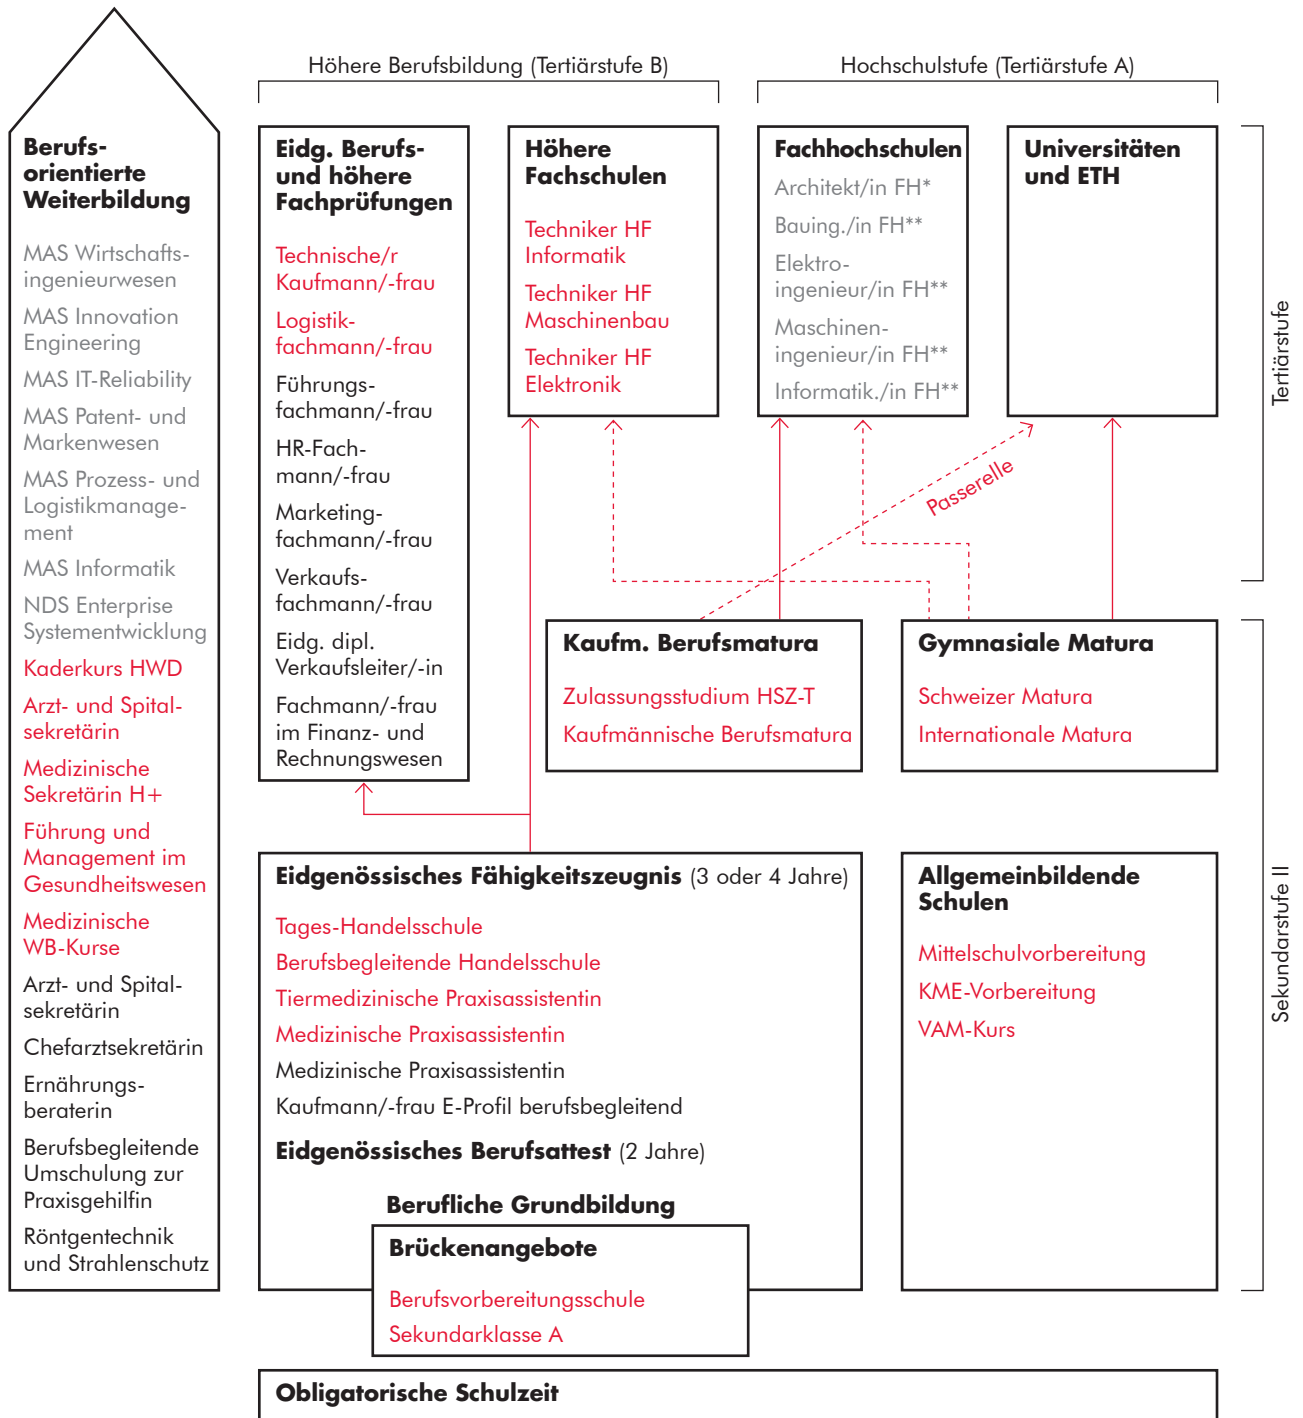 Höhere Berufsbildung (Tertiärstufe B)
Hochschulstufe (Tertiärstufe A)
Berufs-
orientierte
Weiterbildung
MAS Wirtschafts-
ingenieurwesen
MAS Innovation
Engineering
MAS IT-Reliability
MAS Patent- und
Markenwesen
MAS Prozess- und
Logistikmanage-
ment
MAS Informatik
NDS Enterprise
Systementwicklung
Kaderkurs HWD
Arzt- und Spital-
sekretärin
Medizinische
Sekretärin H+
Führung und
Management im
Gesundheitswesen
Medizinische
WB-Kurse
Arzt- und Spital-
sekretärin
Chefarztsekretärin
Ernährungs-
beraterin
Berufsbegleitende
Umschulung zur
Praxisgehilfin
Röntgentechnik
und Strahlenschutz
Eidg. Berufs-
und höhere
Fachprüfungen
Technische/r
Kaufmann/-frau
Logistik-
fachmann/-frau
Führungs-
fachmann/-frau
HR-Fach-
mann/-frau
Marketing-
fachmann/-frau
Verkaufs-
fachmann/-frau
Eidg. dipl.
Verkaufsleiter/-in
Fachmann/-frau
im Finanz- und
Rechnungswesen
Höhere
Fachschulen
Techniker HF
Informatik
Techniker HF
Maschinenbau
Techniker HF
Elektronik
Fachhochschulen
Architekt/in FH*
Bauing./in FH**
Elektro-
ingenieur/in FH**
Maschinen-
ingenieur/in FH**
Informatik./in FH**
Universitäten
und ETH
Tertiärstufe
Passerelle
Kaufm. Berufsmatura
Zulassungsstudium HSZ-T
Kaufmännische Berufsmatura
Gymnasiale Matura
Schweizer Matura
Internationale Matura
Sekundarstufe II
Eidgenössisches Fähigkeitszeugnis (3 oder 4 Jahre)
Tages-Handelsschule
Berufsbegleitende Handelsschule
Tiermedizinische Praxisassistentin
Medizinische Praxisassistentin
Medizinische Praxisassistentin
Kaufmann/-frau E-Profil berufsbegleitend
Eidgenössisches Berufsattest (2 Jahre)
Berufliche Grundbildung
Brückenangebote
Berufsvorbereitungsschule
Sekundarklasse A
Allgemeinbildende
Schulen
Mittelschulvorbereitung
KME-Vorbereitung
VAM-Kurs
Obligatorische Schulzeit